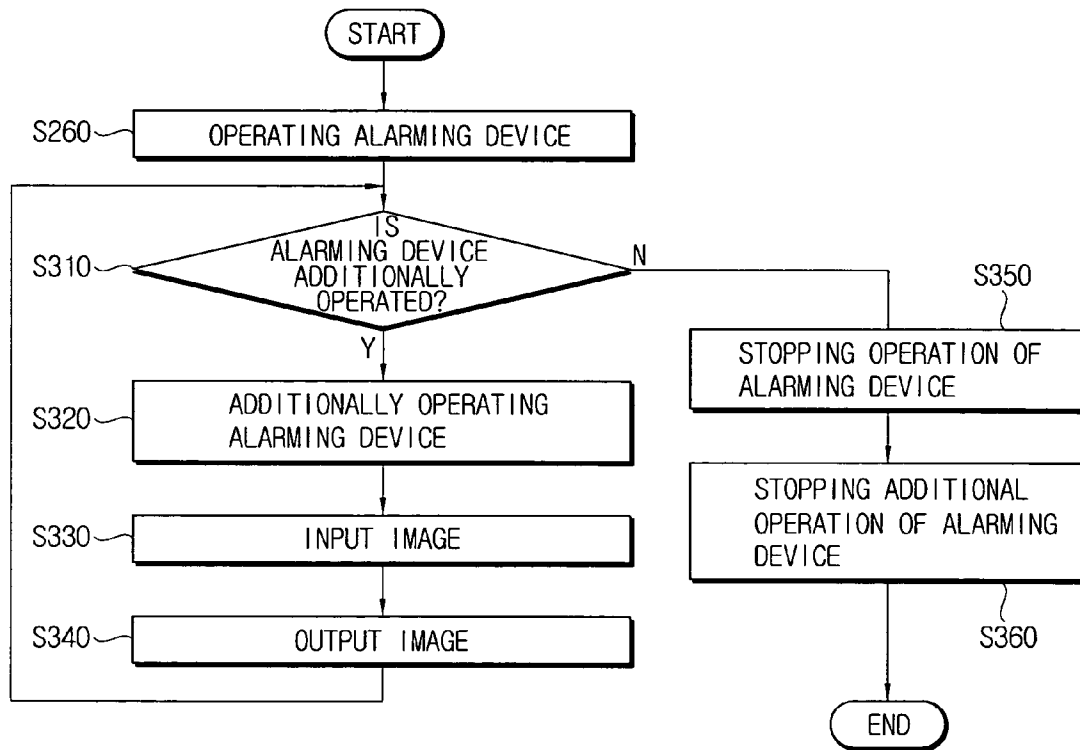 START
S260
OPERATING ALARMING DEVICE
S310
IS
ALARMING DEVICE
ADDITIONALLY
OPERATED?
N
Y
S320
ADDITIONALLY OPERATING
ALARMING DEVICE
S330
INPUT IMAGE
S340
OUTPUT IMAGE
S350
STOPPING OPERATION OF
ALARMING DEVICE
STOPPING ADDITIONAL
OPERATION OF ALARMING
DEVICE
S360
END